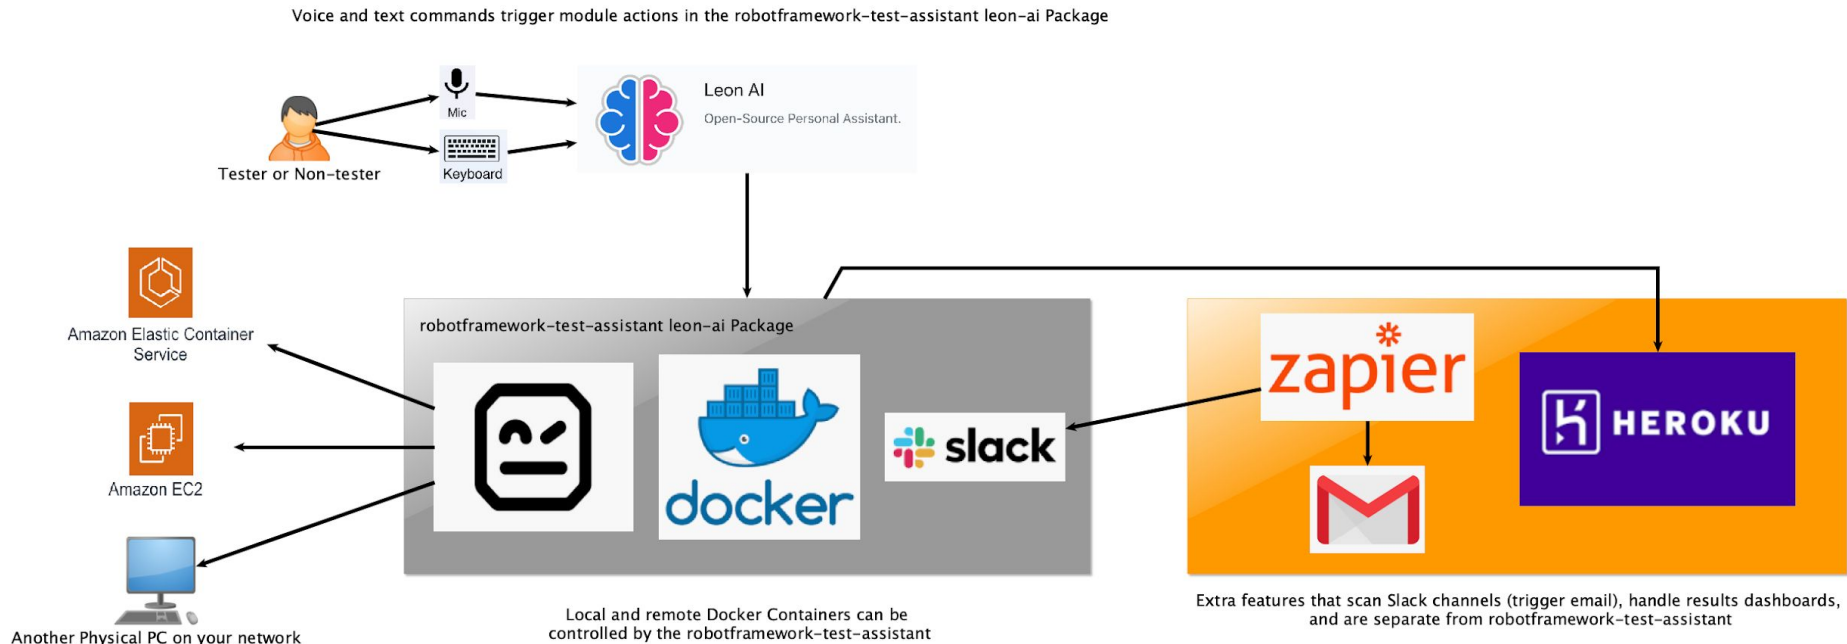 Voice and text commands trigger module actions in the robotframework-test-assistant leon-ai Package
Mic
Leon AI
Open-Source Personal Assistant.
Keyboard
Tester or Non-tester
Amazon Elastic Container
Service
Amazon EC2
Another Physical PC on your network
robotframework-test-assistant leon-ai Package
docker
slack
Local and remote Docker Containers can be
controlled by the robotframework-test-assistant
zapier
HEROKU
Extra features that scan Slack channels (trigger email), handle results dashboards,
and are separate from robotframework-test-assistant